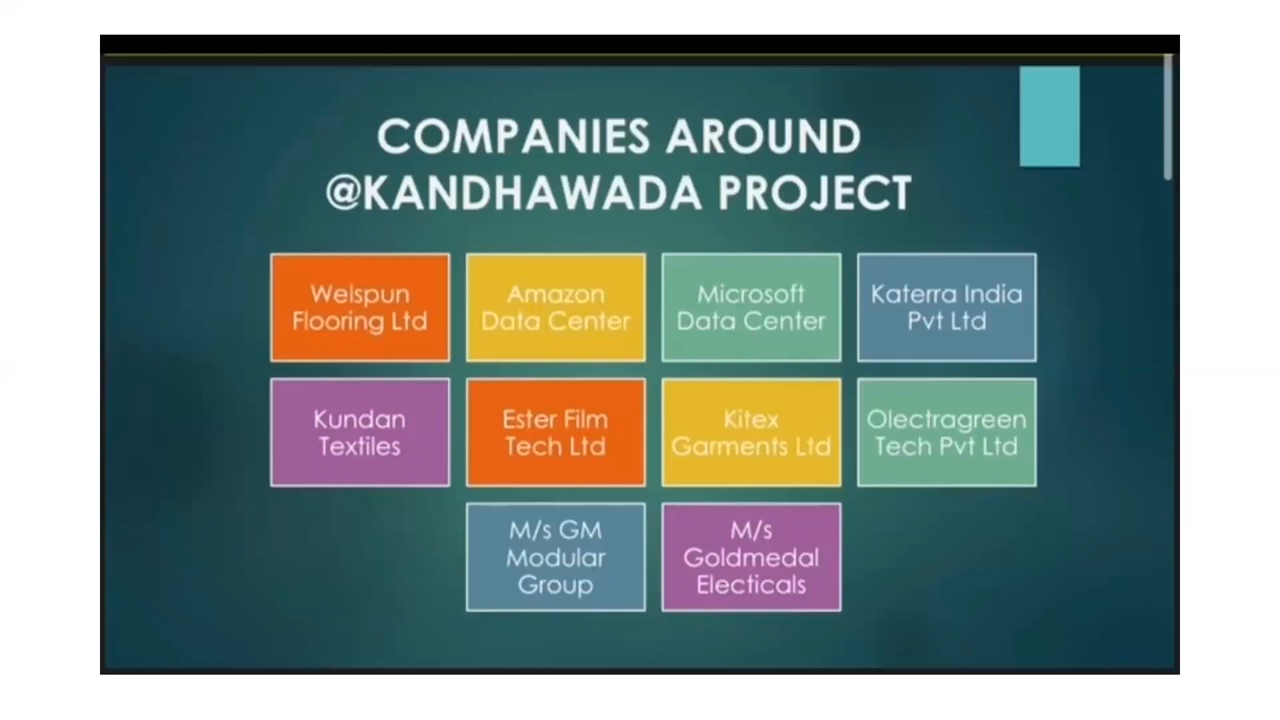 COMPANIES AROUND
@KANDHAWADA PROJECT
Welspun
Flooring Ltd
Amazon
Data Center
Microsoft
Data Center
Katerra India
Pvt Ltd
Kundan
Textiles
Ester Film
Tech Ltd
Kitex
Garments Ltd
Olectragreen
Tech Pvt Ltd
M/s GM
Modular
Group
M/s
Goldmedal
Electicals